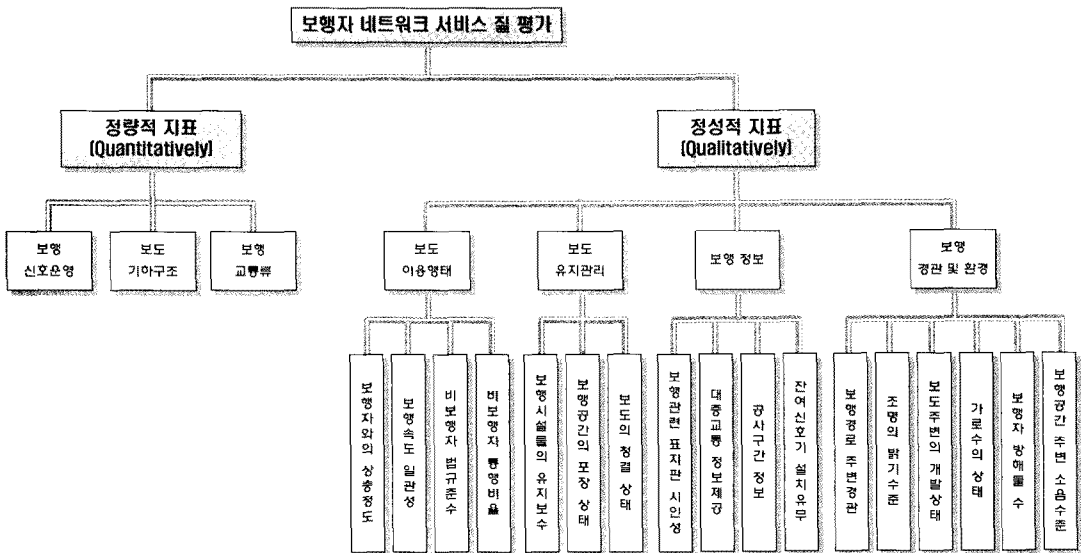 보행자 네트워크 서비스 질 평가
정량적 지표
(Quantitatively)
정성적 지표
(Qualitatively)
보행
신호운영
보도
기하구조
보행
교통류
보도
이용행태
보도
유지관리
보행 정보
보행
경관 및 환경
보행자와의 상충정도
보행속도 일관성
비보행자 법규준수
비보행자 통행비율
보행시설물의 유지보수
보행공간의 포장 상태
보도의 청결 상태
보행관련 표지판 시인성
대중교통 정보제공
공사구간 정보
잔여신호기 설치유무
보행경로 주변경관
조명의 밝기수준
보도주변의 개발상태
가로수의 상태
보행자 방해물 수
보행공간 주변 소음수준